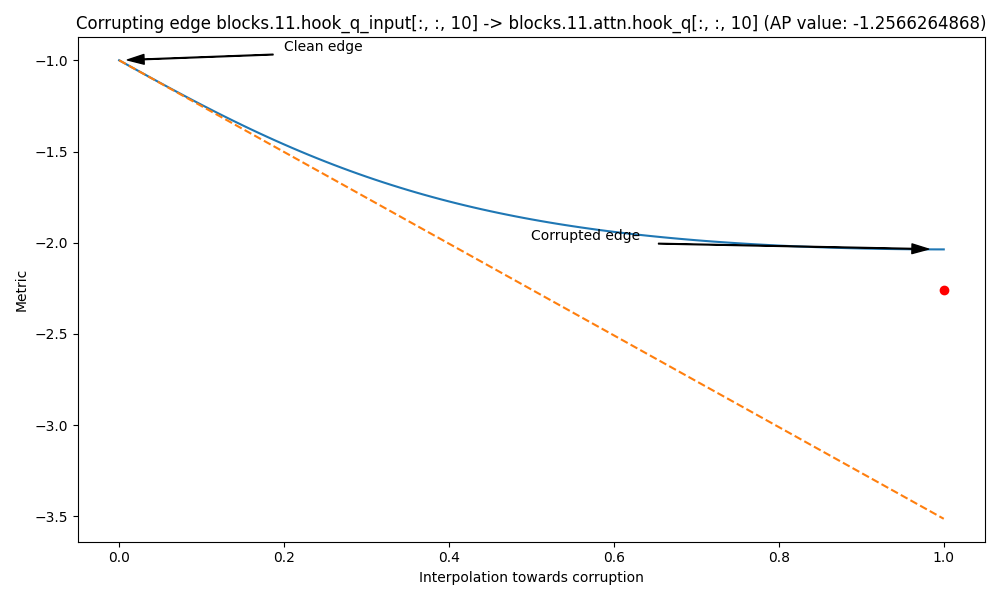 Corrupting edge blocks.11.hook_q_input[:, :, 10] -> blocks.11.attn.hook_q[:, :, 10] (AP value: -1.2566264868)
Clean edge
Corrupted edge
Metric
−1.0
−1.5
−2.0
−2.5
−3.0
−3.5
0.0
0.2
0.4
0.6
0.8
1.0
Interpolation towards corruption